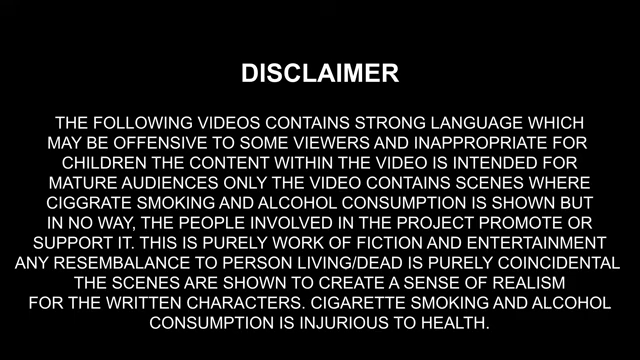 DISCLAIMER
THE FOLLOWING VIDEOS CONTAINS STRONG LANGUAGE WHICH
MAY BE OFFENSIVE TO SOME VIEWERS AND INAPPROPRIATE FOR
CHILDREN THE CONTENT WITHIN THE VIDEO IS INTENDED FOR
MATURE AUDIENCES ONLY THE VIDEO CONTAINS SCENES WHERE
CIGGRATE SMOKING AND ALCOHOL CONSUMPTION IS SHOWN BUT
IN NO WAY, THE PEOPLE INVOLVED IN THE PROJECT PROMOTE OR
SUPPORT IT. THIS IS PURELY WORK OF FICTION AND ENTERTAINMENT
ANY RESEMBALANCE TO PERSON LIVING/DEAD IS PURELY COINCIDENTAL
THE SCENES ARE SHOWN TO CREATE A SENSE OF REALISM
FOR THE WRITTEN CHARACTERS. CIGARETTE SMOKING AND ALCOHOL
CONSUMPTION IS INJURIOUS TO HEALTH.